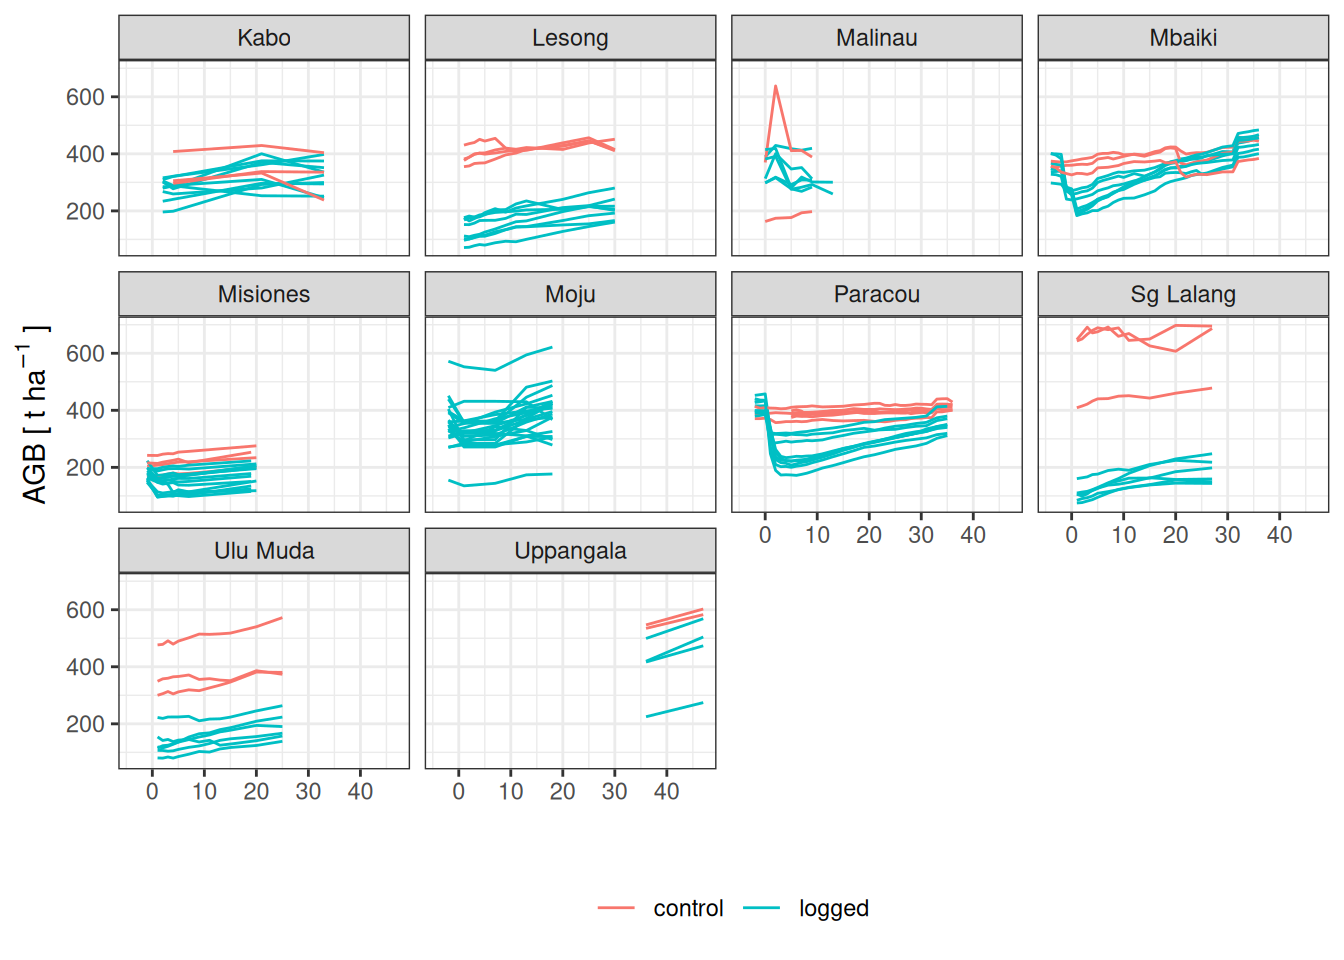 Kabo Lesong Malinau Mbaiki
600
400
200
Misiones Moju Paracou Sg Lalang
600
400
200
0 10 20 30 40 0 10 20 30 40
Ulu Muda Uppangala
600
400
200
0 10 20 30 40 0 10 20 30 40
AGB [ t ha⁻¹ ]
control logged